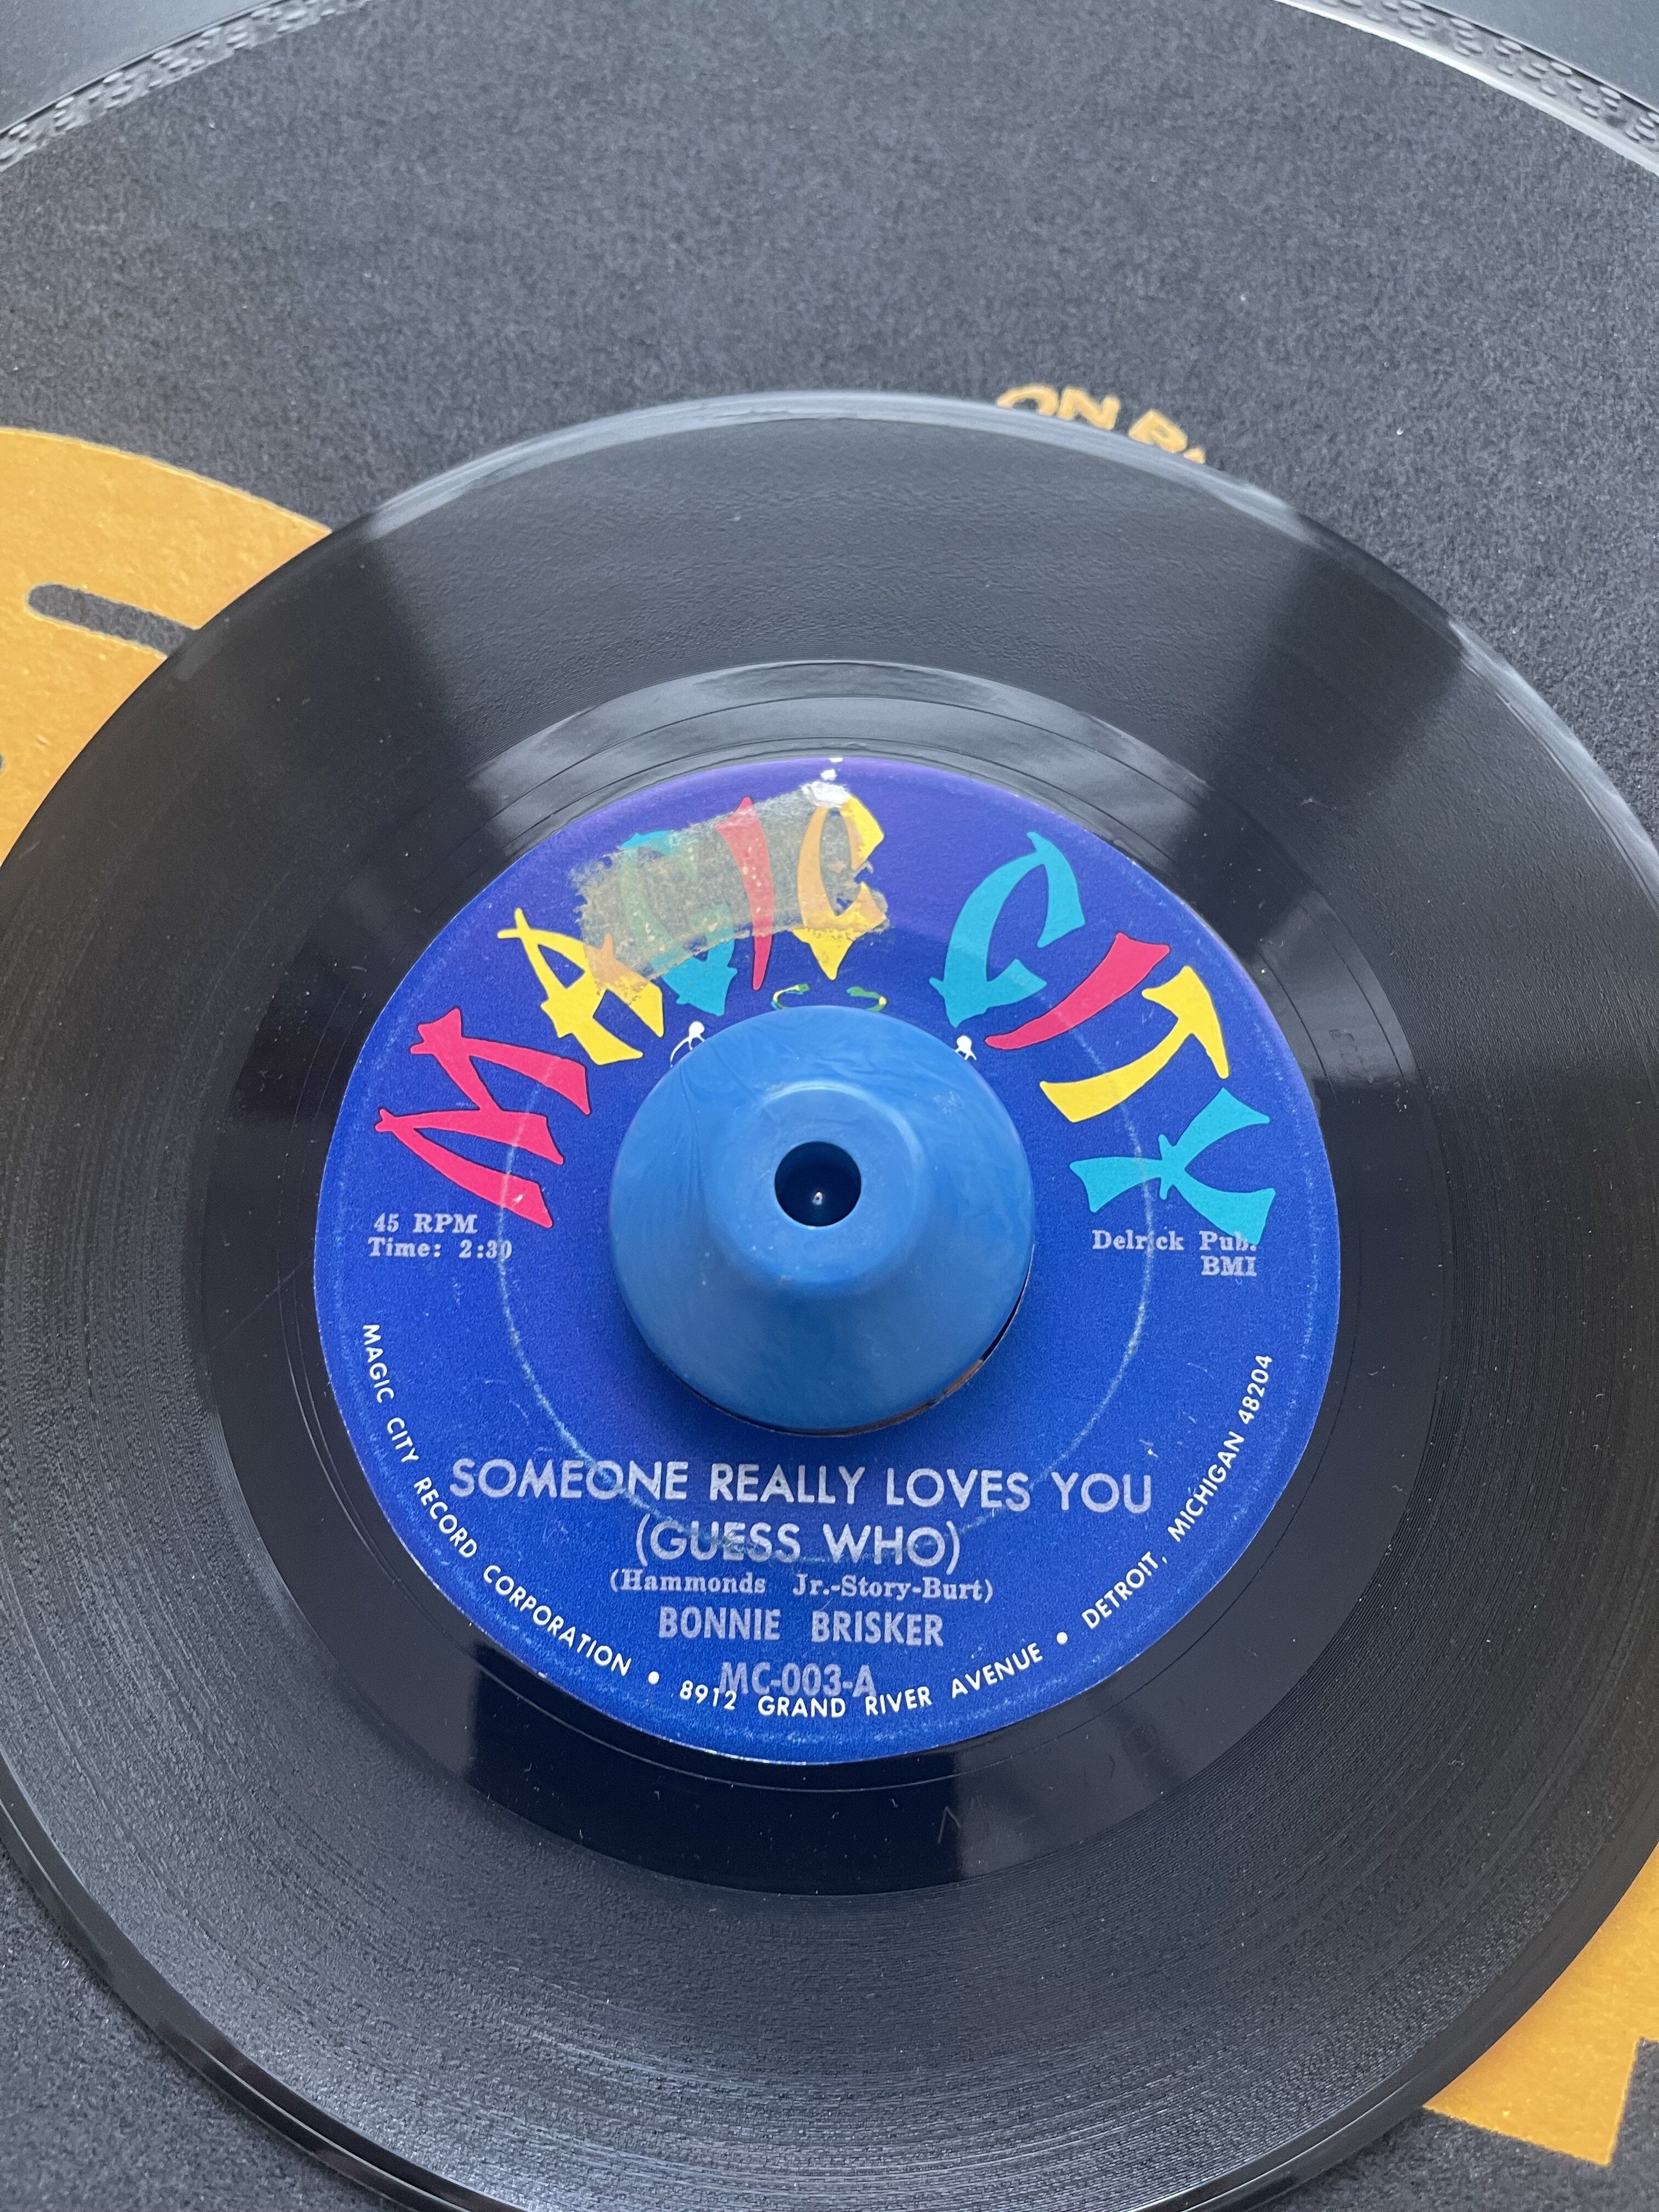 ON
MAGIC CITY
45 RPM
Time: 2:30
Delrick Pub.
BMI
SOMEONE REALLY LOVES YOU
(GUESS WHO)
(Hammonds Jr.-Story-Burt)
BONNIE BRISKER
MC-003-A
MAGIC CITY RECORD CORPORATION • 8912 GRAND RIVER AVENUE • DETROIT, MICHIGAN 48204